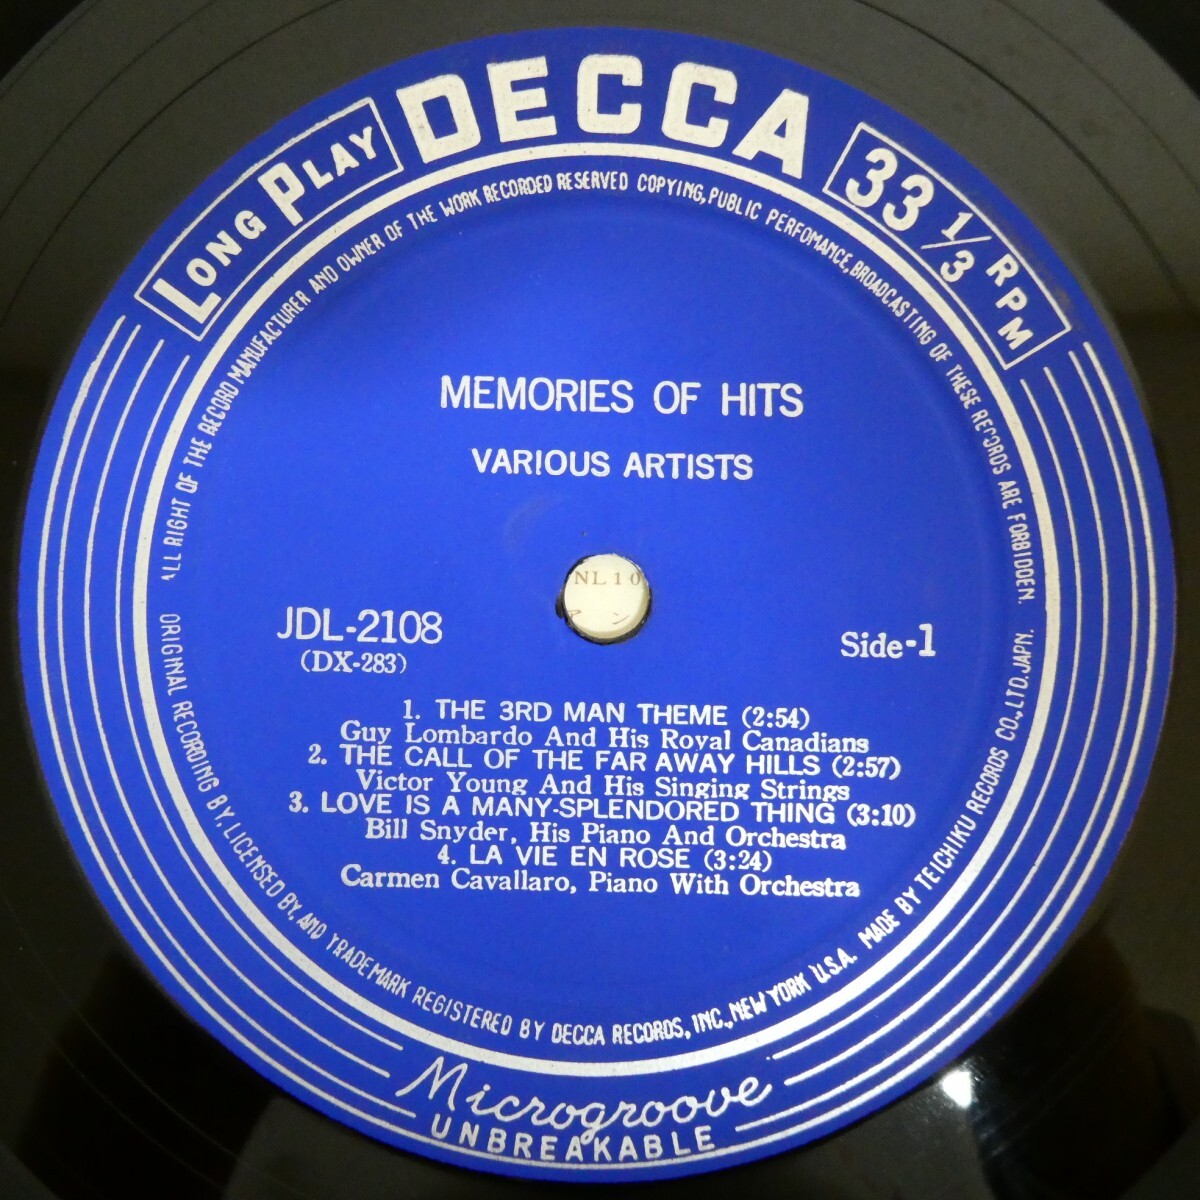 LONG PLAY
DECCA
33 1/3 RPM
ALL RIGHT OF THE RECORD MANUFACTURER AND OWNER OF THE WORK RECORDED RESERVED COPYING, PUBLIC PERFOMANCE, BROADCASTING OF THESE RECORDS ARE FORBIDDEN.
MEMORIES OF HITS
VARIOUS ARTISTS
NL10
ン
JDL-2108
(DX-283)
Side-1
1. THE 3RD MAN THEME (2:54)
Guy Lombardo And His Royal Canadians
2. THE CALL OF THE FAR AWAY HILLS (2:57)
Victor Young And His Singing Strings
3. LOVE IS A MANY-SPLENDORED THING (3:10)
Bill Snyder, His Piano And Orchestra
4. LA VIE EN ROSE (3:24)
Carmen Cavallaro, Piano With Orchestra
ORIGINAL RECORDING BY, LICENSED BY, AND TRADEMARK REGISTERED BY DECCA RECORDS, INC., NEW YORK U.S.A. MADE BY TEICHIKU RECORDS CO., LTD. JAPN.
Microgroove
UNBREAKABLE